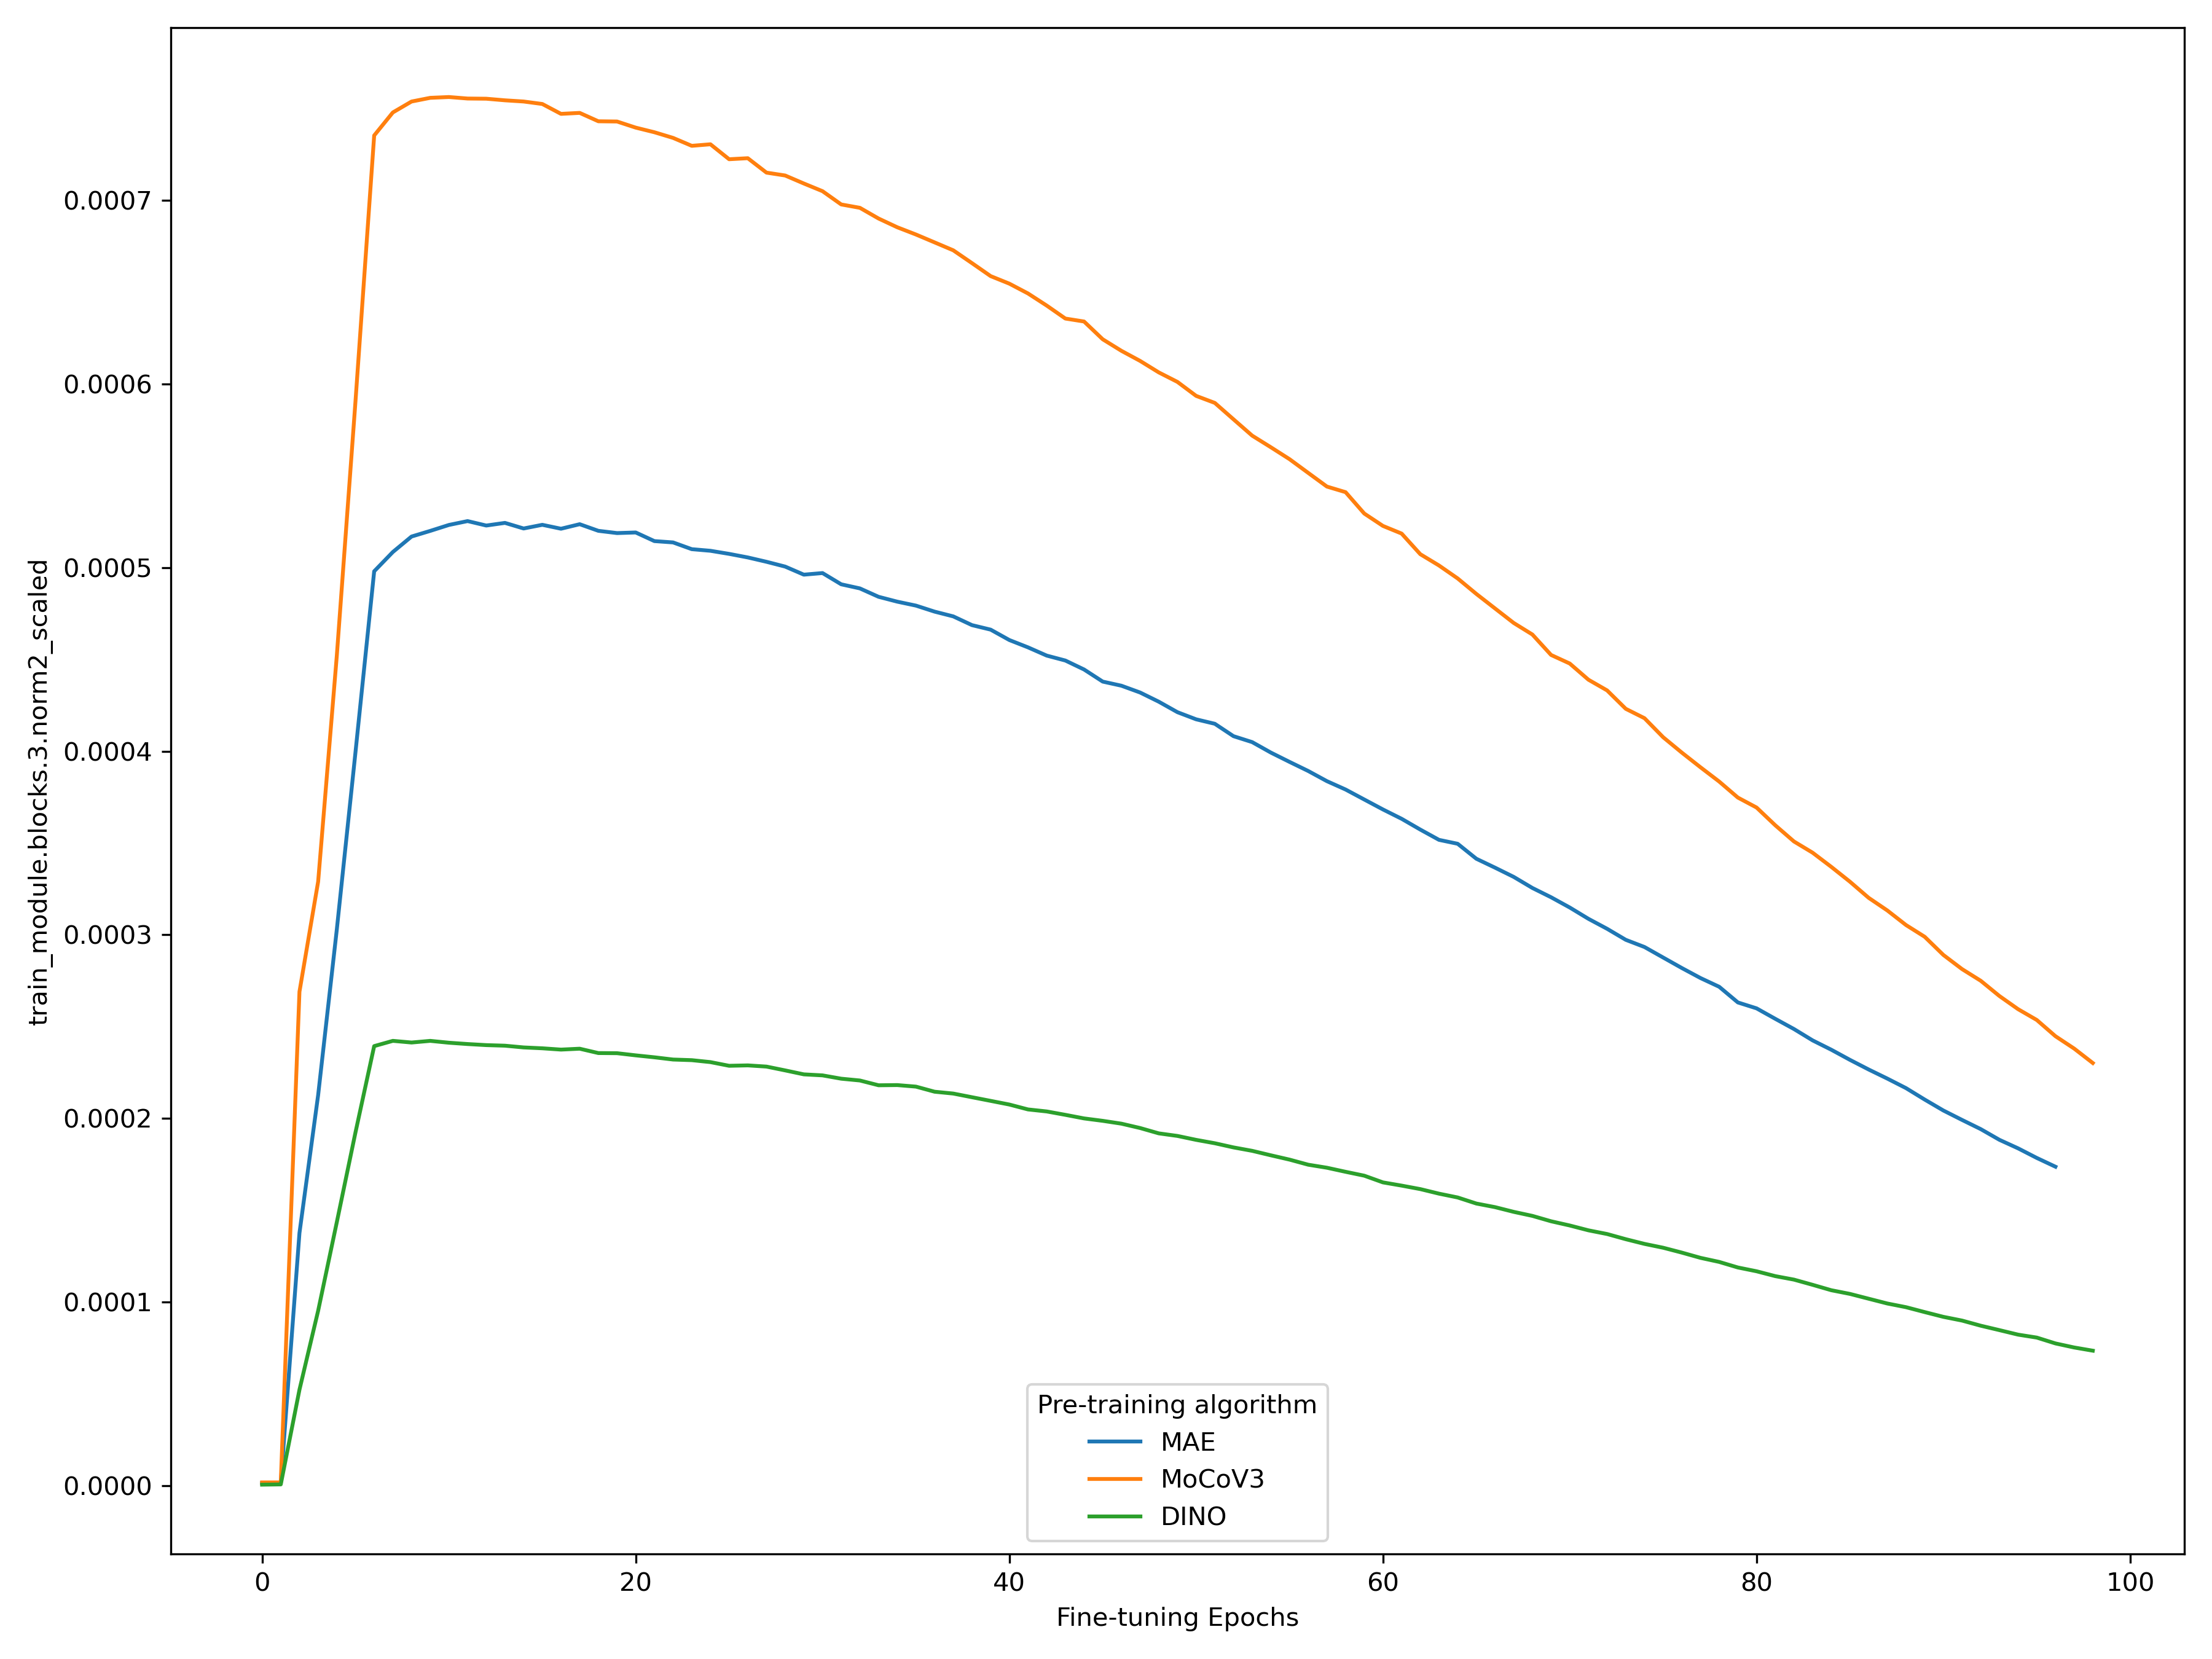 0.0007
0.0006
0.0005
0.0004
0.0003
0.0002
0.0001
0.0000
train_module.blocks.3.norm2_scaled
0 20 40 60 80 100
Fine-tuning Epochs
Pre-training algorithm
MAE
MoCoV3
DINO